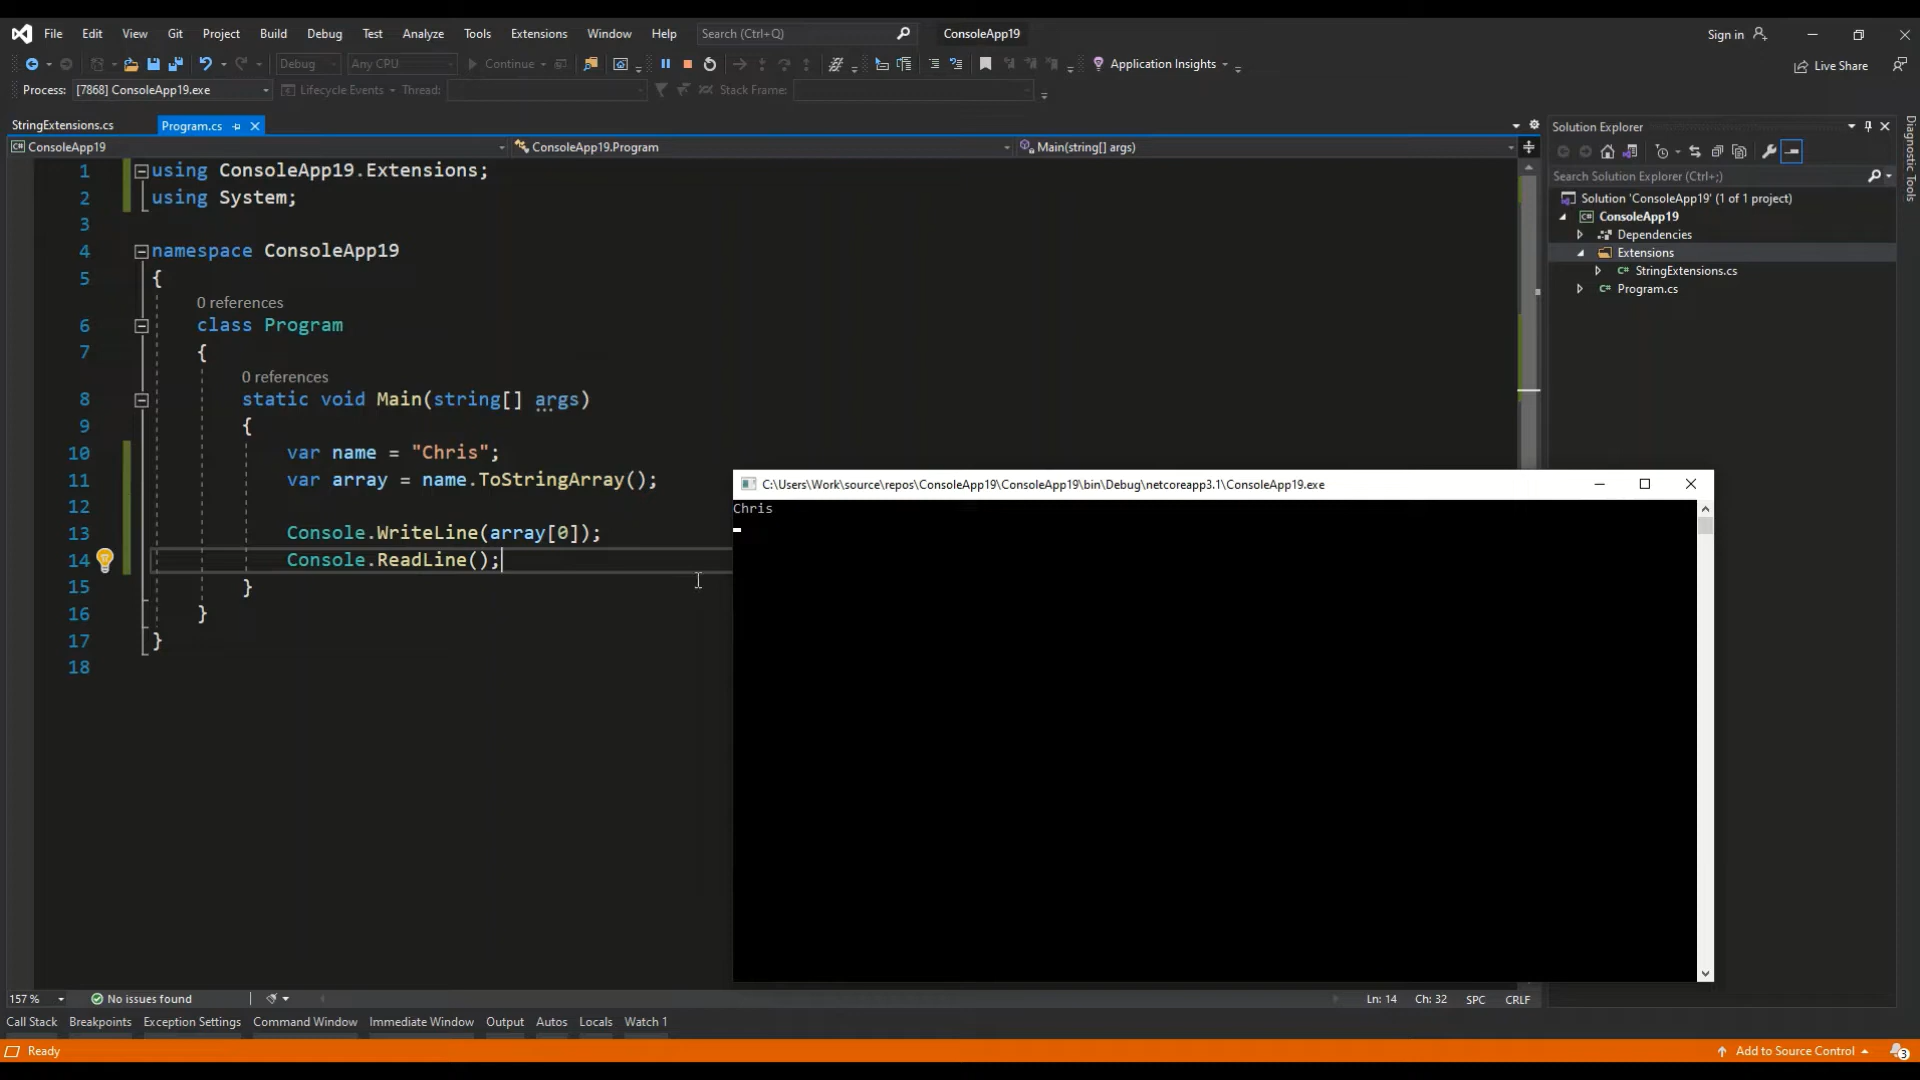 File Edit View Git Project Build Debug Test Analyze Tools Extensions Window Help Search (Ctrl+Q) ConsoleApp19 Sign in
Debug Any CPU Continue Application Insights Live Share
Process: [7868] ConsoleApp19.exe Lifecycle Events Thread: Stack Frame:
StringExtensions.cs Program.cs
ConsoleApp19 ConsoleApp19.Program Main(string[] args)
1 using ConsoleApp19.Extensions;
2 using System;
3
4 namespace ConsoleApp19
5 {
0 references
6 class Program
7 {
0 references
8 static void Main(string[] args)
9 {
10 var name = "Chris";
11 var array = name.ToStringArray();
12
13 Console.WriteLine(array[0]);
14 Console.ReadLine();
15 }
16 }
17 }
18
C:\Users\Work\source\repos\ConsoleApp19\ConsoleApp19\bin\Debug\netcoreapp3.1\ConsoleApp19.exe
Chris
Solution Explorer
Search Solution Explorer (Ctrl+;)
Solution 'ConsoleApp19' (1 of 1 project)
ConsoleApp19
Dependencies
Extensions
StringExtensions.cs
Program.cs
Diagnostic Tools
157 % No issues found Ln: 14 Ch: 32 SPC CRLF
Call Stack Breakpoints Exception Settings Command Window Immediate Window Output Autos Locals Watch 1
Ready Add to Source Control 3